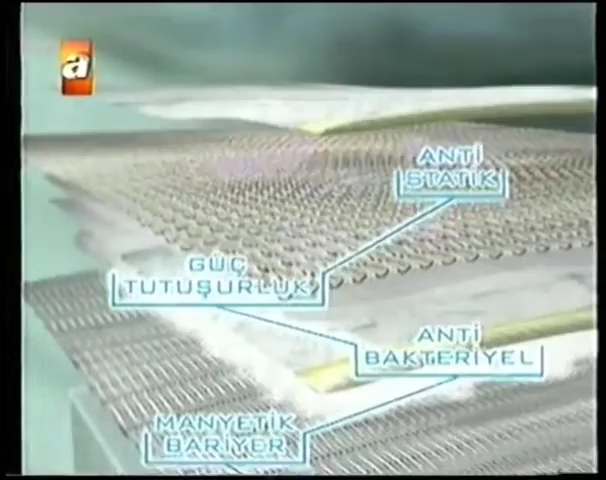 a
ANTİ
STATİK
GÜÇ
TUTUŞURLUK
ANTİ
BAKTERİYEL
MANYETİK
BARİYER